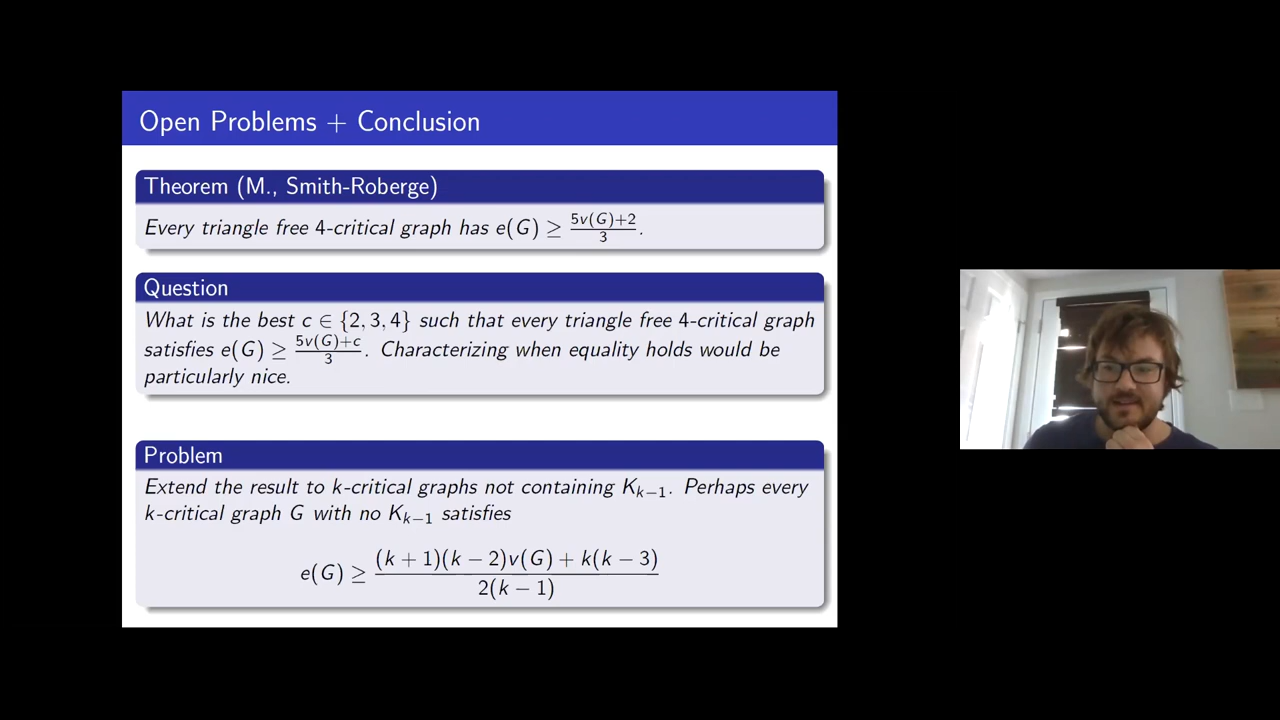 Open Problems + Conclusion
Theorem (M., Smith-Roberge)
Every triangle free 4-critical graph has e(G) ≥ \frac{5v(G)+2}{3}.
Question
What is the best c ∈ {2, 3, 4} such that every triangle free 4-critical graph
satisfies e(G) ≥ \frac{5v(G)+c}{3}. Characterizing when equality holds would be
particularly nice.
Problem
Extend the result to k-critical graphs not containing K_{k−1}. Perhaps every
k-critical graph G with no K_{k−1} satisfies
e(G) ≥ \frac{(k + 1)(k − 2)v(G) + k(k − 3)}{2(k − 1)}